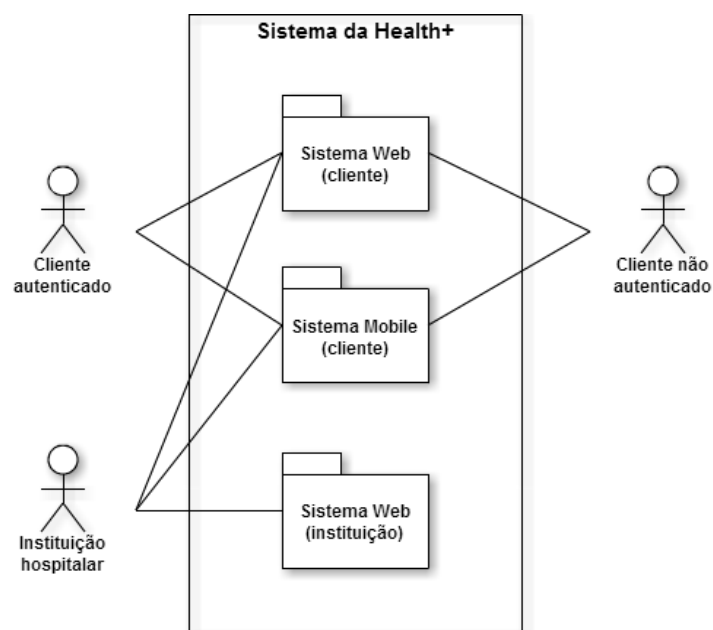 Sistema da Health+
Sistema Web
(cliente)
Cliente
autenticado
Cliente não
autenticado
Sistema Mobile
(cliente)
Sistema Web
(instituição)
Instituição
hospitalar